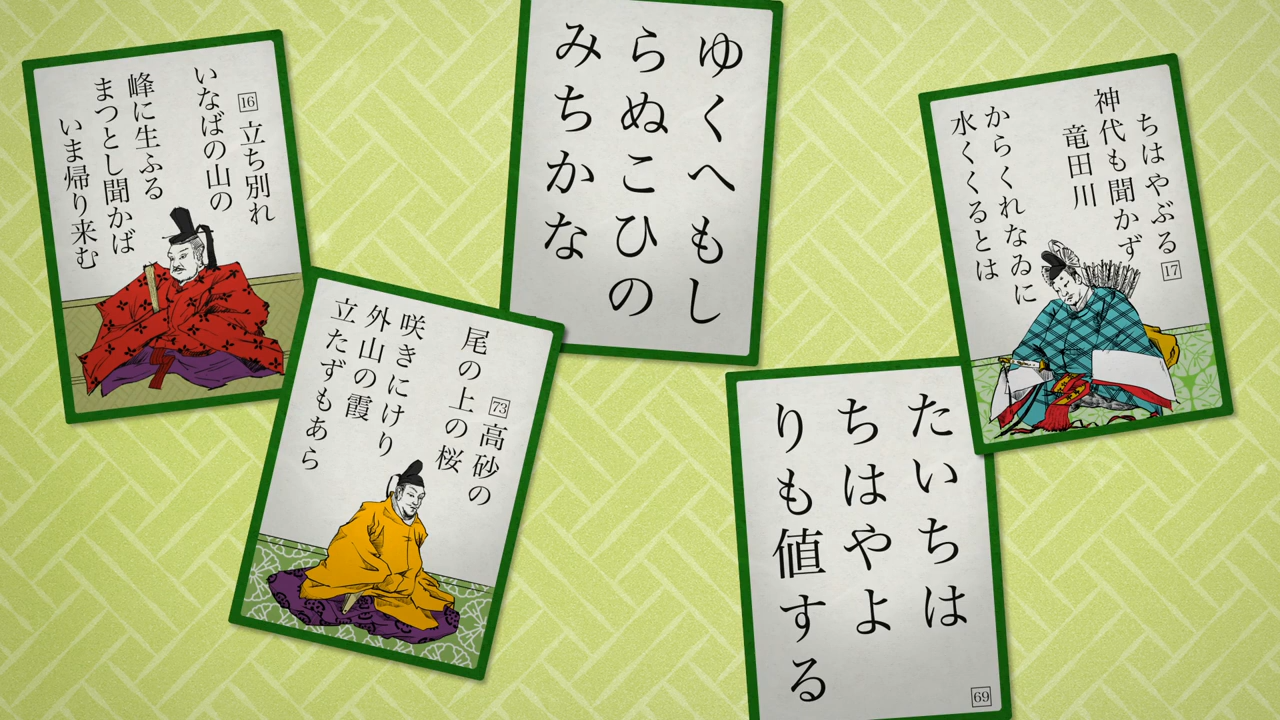 16 立ち別れ
いなばの山の
峰に生ふる
まつとし聞かば
いま帰り来む
73 高砂の
尾の上の桜
咲きにけり
外山の霞
立たずもあら
ゆくへもし
らぬこひの
みちかな
たいちは
ちはやよ
りも値する
69
ちはやぶる 17
神代も聞かず
竜田川
からくれなゐに
水くくるとは